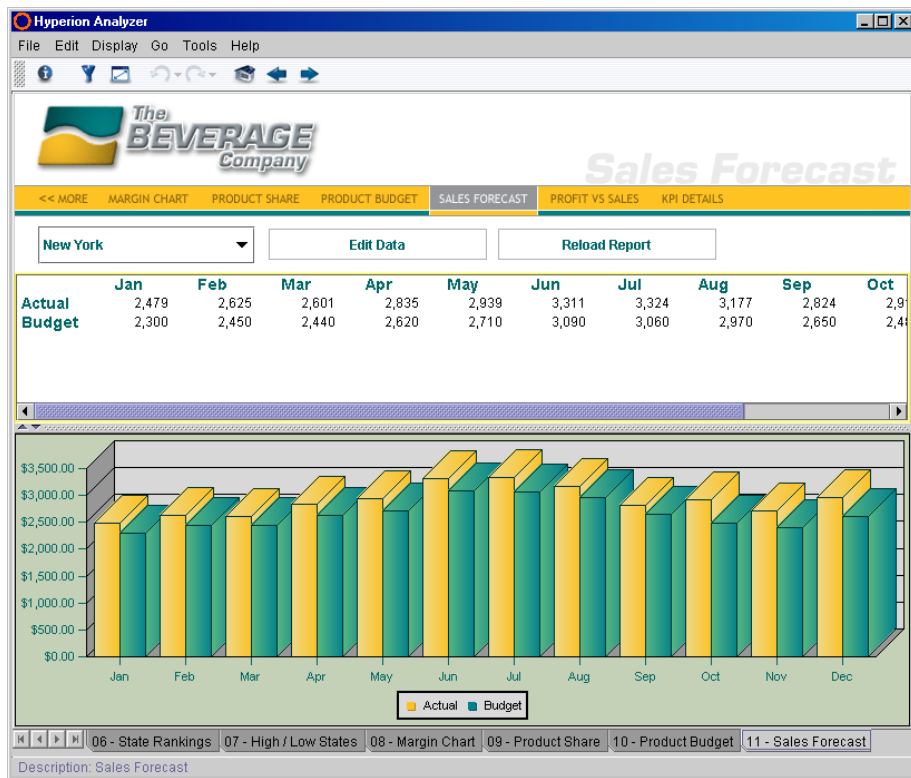 Hyperion Analyzer
File Edit Display Go Tools Help
The
BEVERAGE
Company
Sales Forecast
<< MORE MARGIN CHART PRODUCT SHARE PRODUCT BUDGET SALES FORECAST PROFIT VS SALES KPI DETAILS
New York Edit Data Reload Report
Jan Feb Mar Apr May Jun Jul Aug Sep Oct
Actual 2,479 2,625 2,601 2,835 2,939 3,311 3,324 3,177 2,824 2,9
Budget 2,300 2,450 2,440 2,620 2,710 3,090 3,060 2,970 2,650 2,4
$3,500.00
$3,000.00
$2,500.00
$2,000.00
$1,500.00
$1,000.00
$500.00
$0.00
Jan Feb Mar Apr May Jun Jul Aug Sep Oct Nov Dec
Actual Budget
06 - State Rankings 07 - High / Low States 08 - Margin Chart 09 - Product Share 10 - Product Budget 11 - Sales Forecast
Description: Sales Forecast